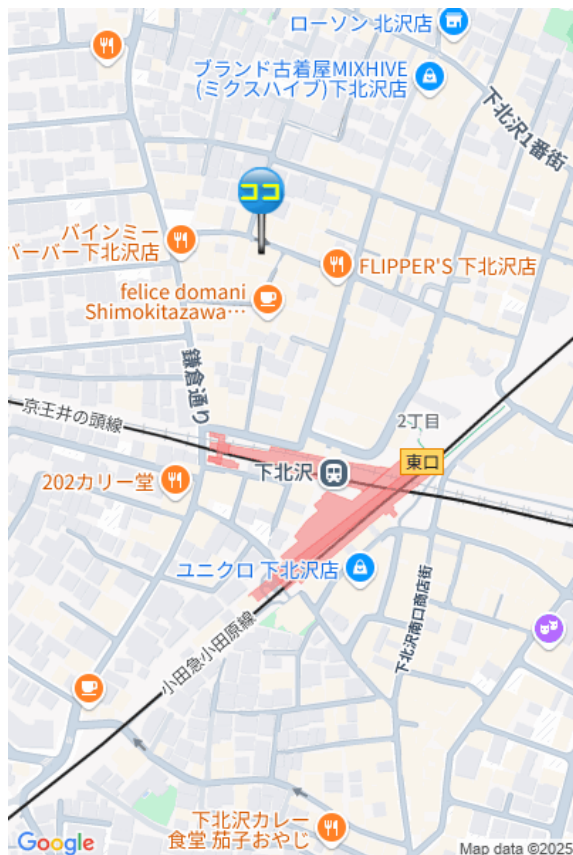 ローソン 北沢店
ブランド古着屋MIXHIVE
(ミクスハイブ)下北沢店
下北沢1番街
ココ
バインミー
バーバー下北沢店
FLIPPER'S 下北沢店
felice domani
Shimokitazawa…
鎌倉通り
京王井の頭線
2丁目
東口
下北沢
202カリー堂
ユニクロ 下北沢店
下北沢南口商店街
小田急小田原線
下北沢カレー
食堂 茄子おやじ
Google
Map data ©2025